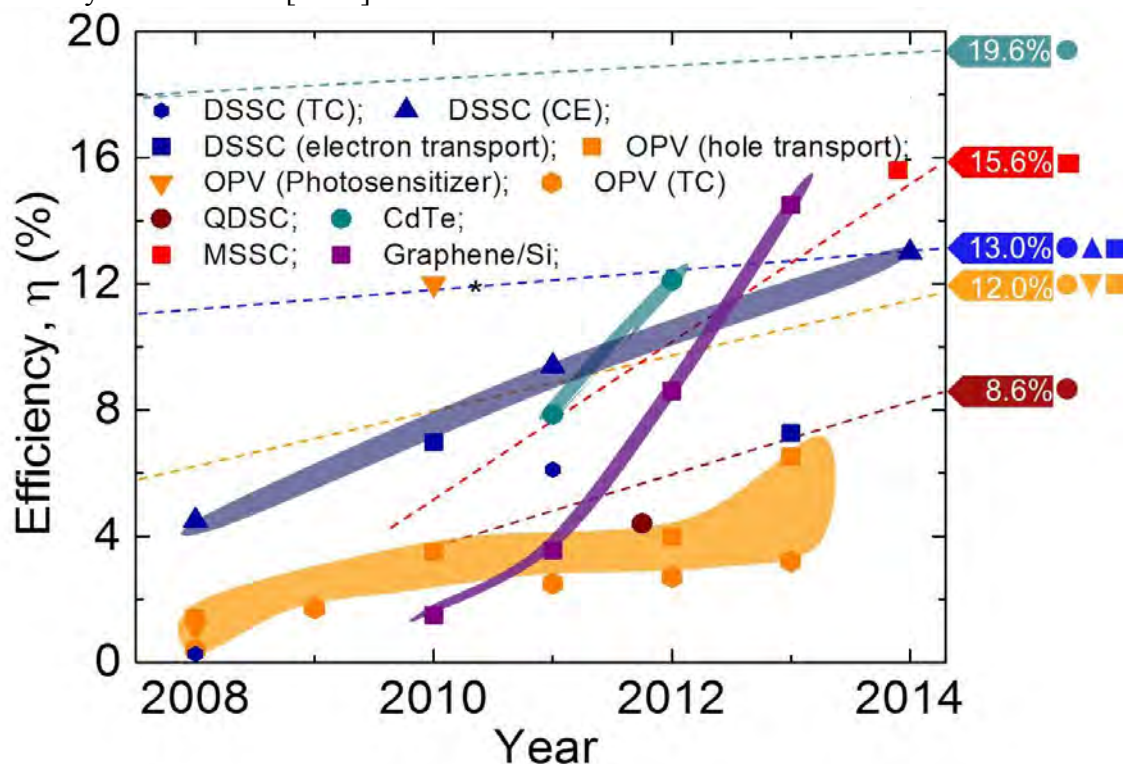 20
16
12
8
4
0
Efficiency, η (%)
DSSC (TC); DSSC (CE);
DSSC (electron transport); OPV (hole transport);
OPV (Photosensitizer); OPV (TC)
QDSC; CdTe;
MSSC; Graphene/Si;
*
19.6%
15.6%
13.0%
12.0%
8.6%
2008 2010 2012 2014
Year